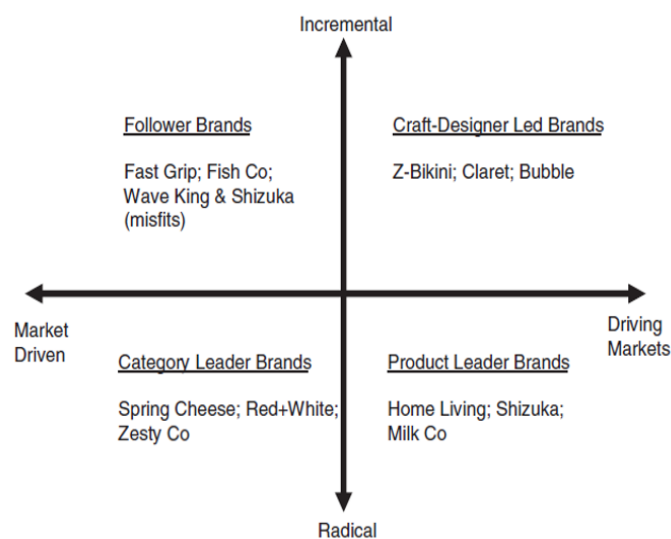 Incremental
Follower Brands
Fast Grip; Fish Co;
Wave King & Shizuka
(misfits)
Craft-Designer Led Brands
Z-Bikini; Claret; Bubble
Market
Driven
Driving
Markets
Category Leader Brands
Spring Cheese; Red+White;
Zesty Co
Product Leader Brands
Home Living; Shizuka;
Milk Co
Radical